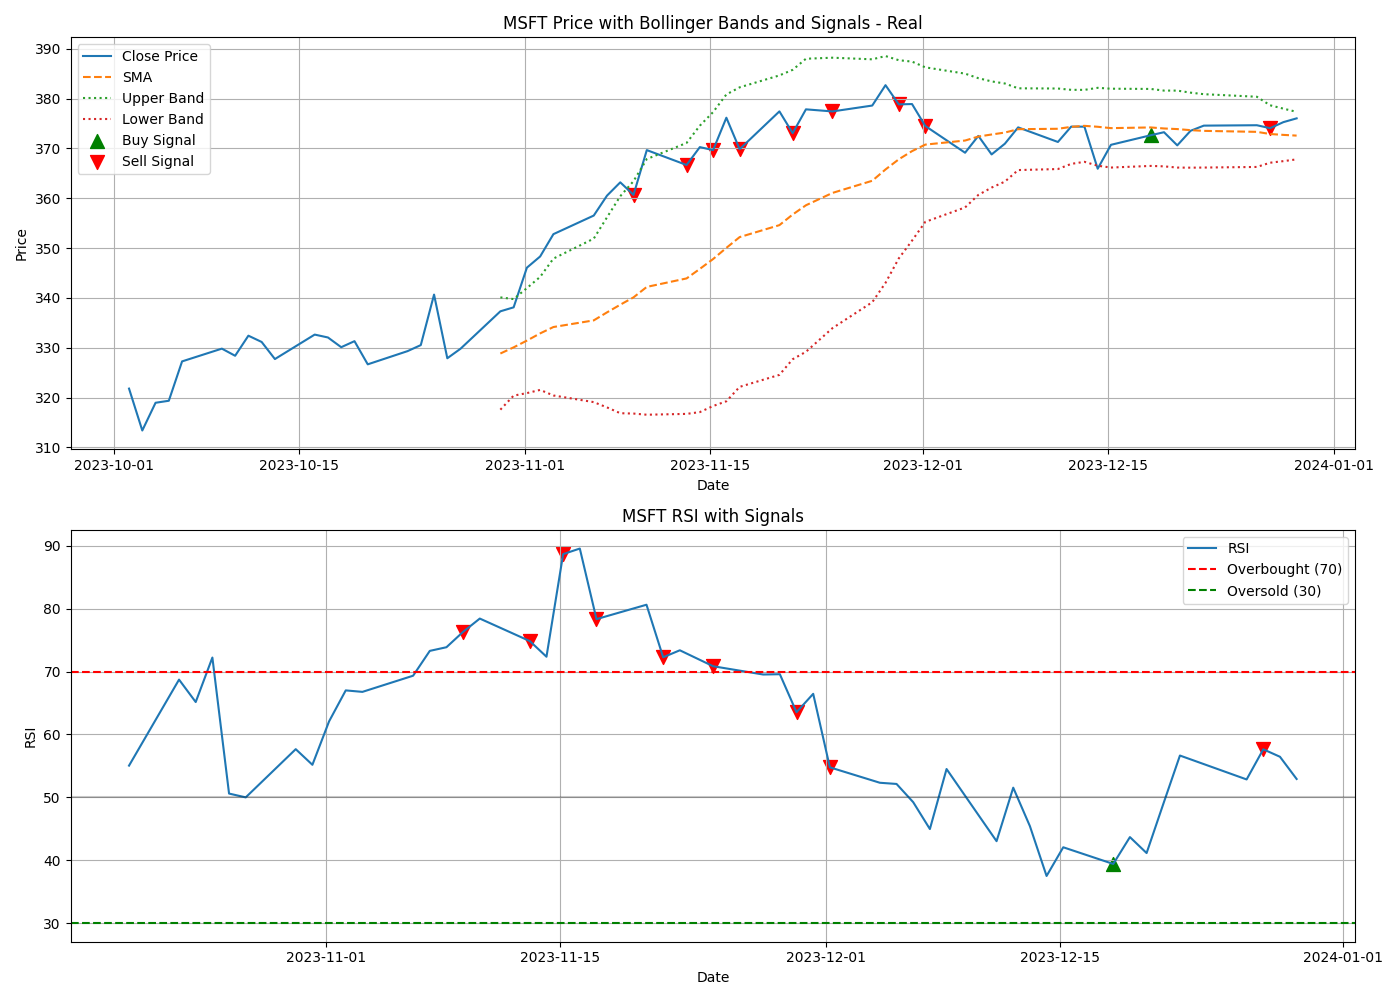 MSFT Price with Bollinger Bands and Signals - Real
390
380
370
360
350
340
330
320
310
Price
Close Price
SMA
Upper Band
Lower Band
Buy Signal
Sell Signal
2023-10-01 2023-10-15 2023-11-01 2023-11-15 2023-12-01 2023-12-15 2024-01-01
Date
MSFT RSI with Signals
90
80
70
60
50
40
30
RSI
RSI
Overbought (70)
Oversold (30)
2023-11-01 2023-11-15 2023-12-01 2023-12-15 2024-01-01
Date